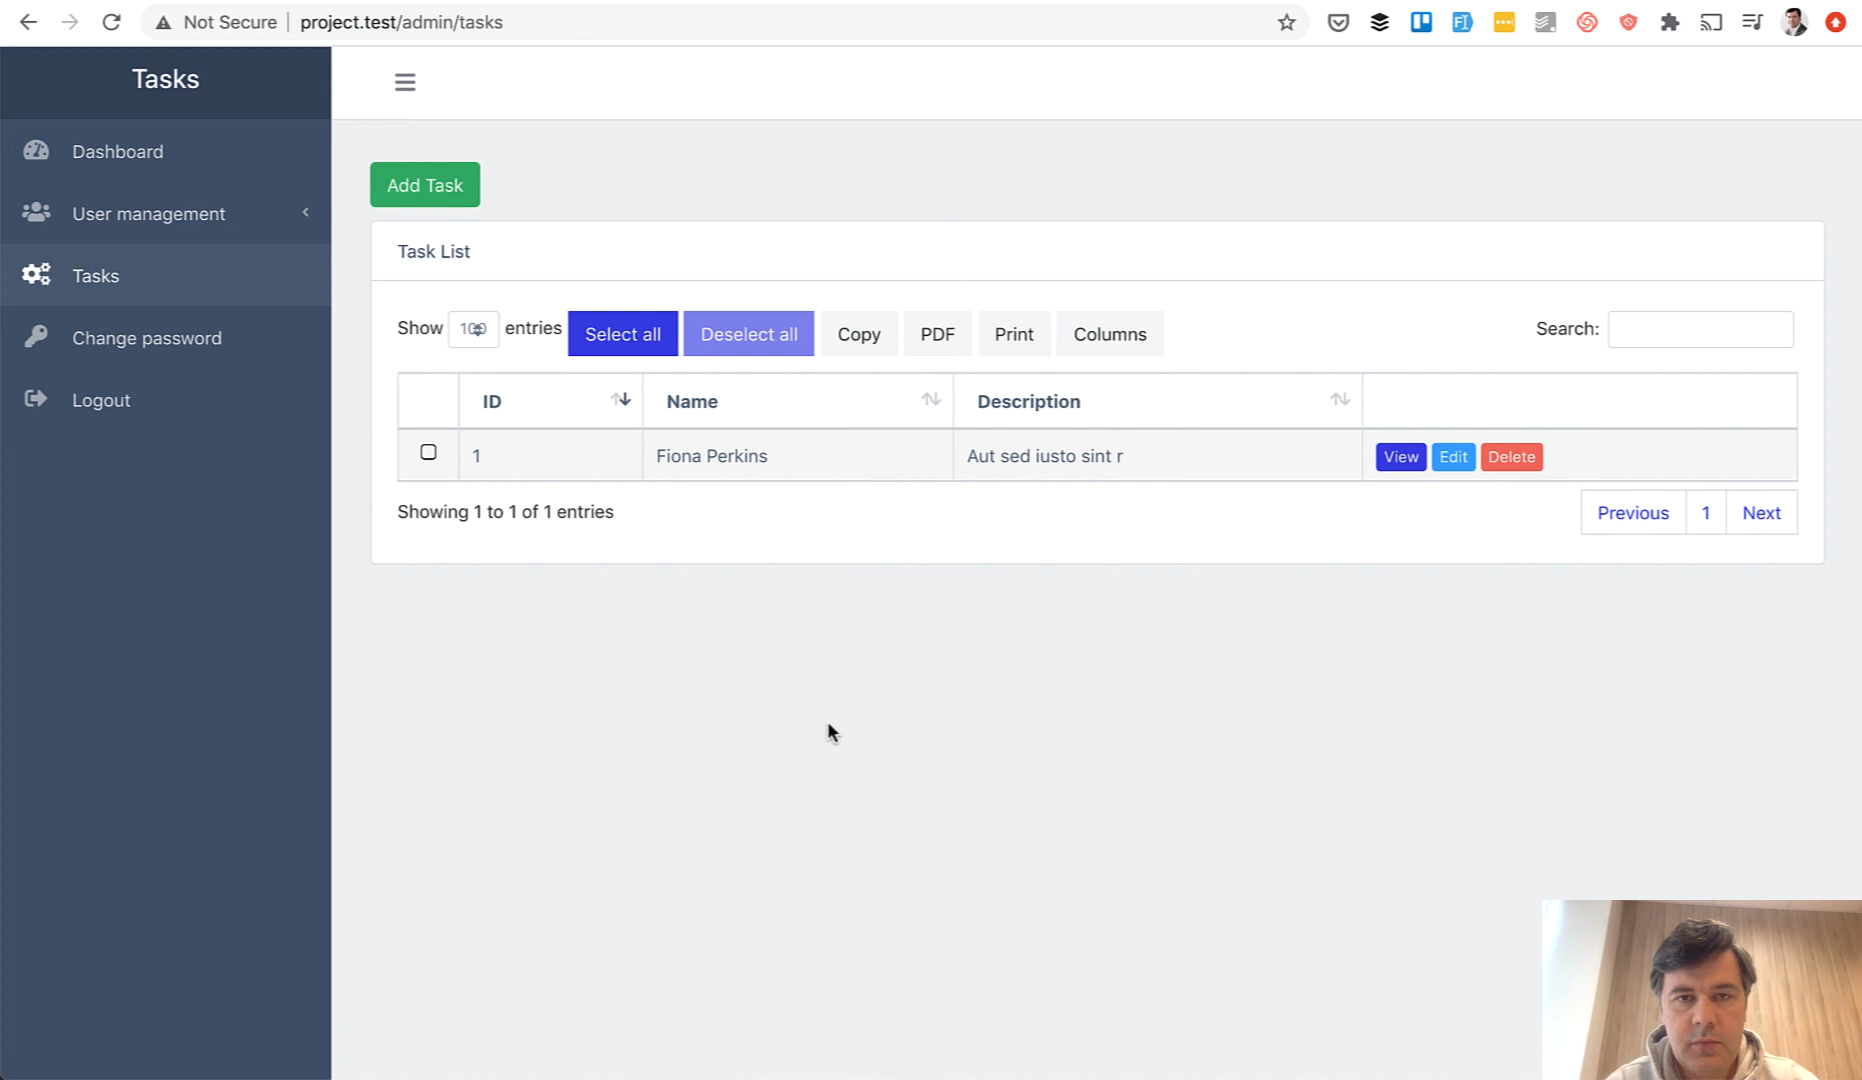 Not Secure | project.test/admin/tasks
Tasks
Dashboard
User management
Tasks
Change password
Logout
Add Task
Task List
Show 100 entries Select all Deselect all Copy PDF Print Columns Search:
ID Name Description
1 Fiona Perkins Aut sed iusto sint r View Edit Delete
Showing 1 to 1 of 1 entries Previous 1 Next